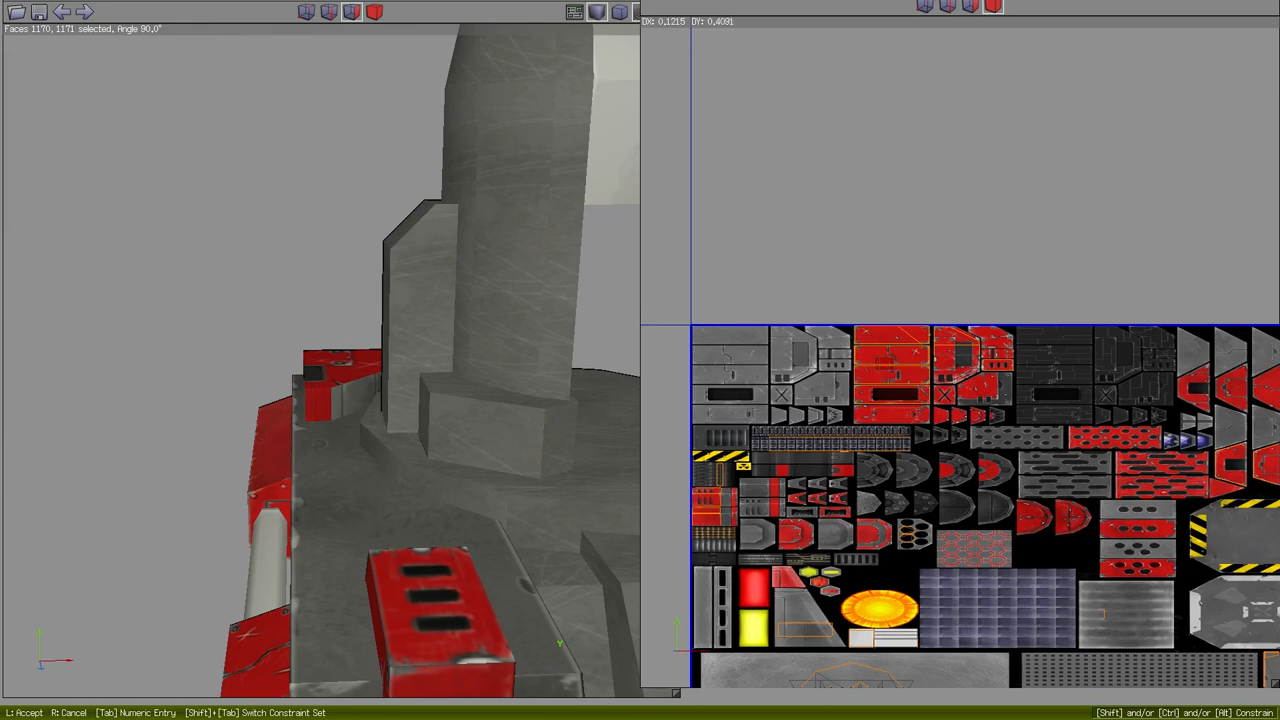 Faces 1170, 1171 selected, Angle 90.0°
DX: 0.1215 DY: 0.4091
Y
L: Accept R: Cancel [Tab] Numeric Entry [Shift]+[Tab] Switch Constraint Set
[Shift] and/or [Ctrl] and/or [Alt] Constrain